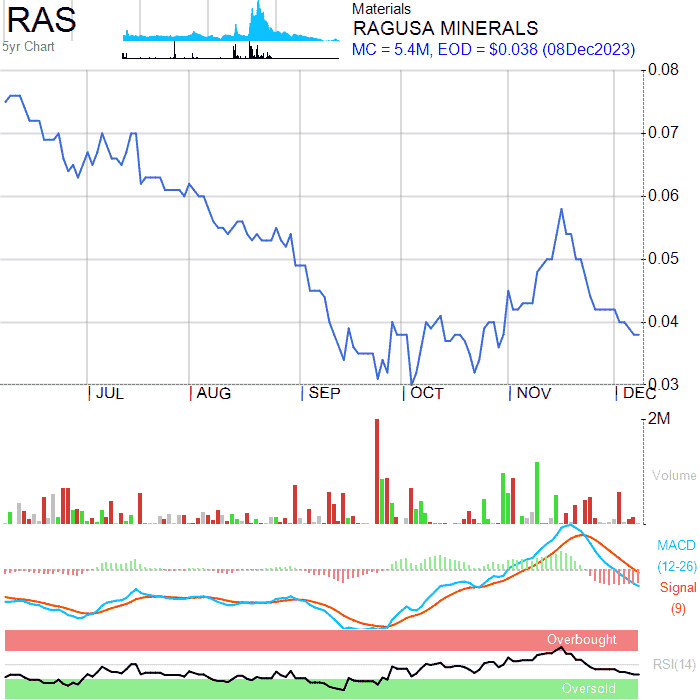 RAS
5yr Chart
Materials
RAGUSA MINERALS
MC = 5.4M, EOD = $0.038 (08Dec2023)
0.08
0.07
0.06
0.05
0.04
0.03
JUL AUG SEP OCT NOV DEC
2M
Volume
MACD
(12-26)
Signal
(9)
Overbought
RSI(14)
Oversold